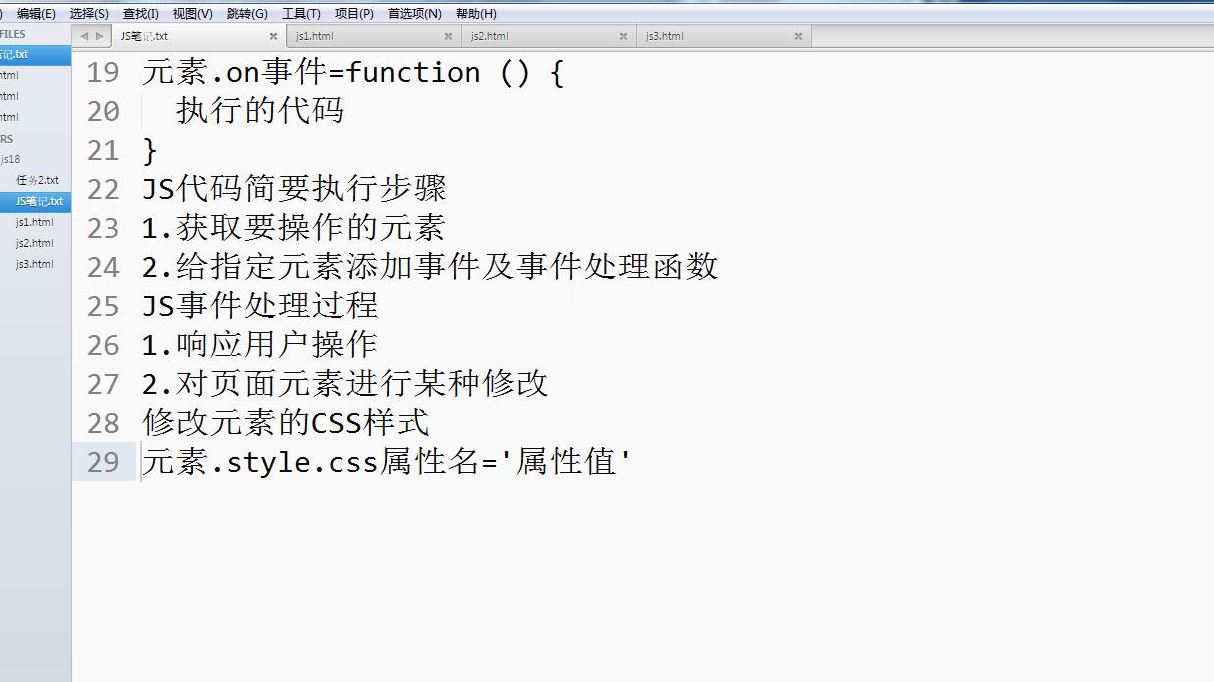 ) 编辑(E) 选择(S) 查找(I) 视图(V) 跳转(G) 工具(T) 项目(P) 首选项(N) 帮助(H)
FILES
笔记.txt
html
html
html
RS
js18
任务2.txt
JS笔记.txt
js1.html
js2.html
js3.html
JS笔记.txt js1.html js2.html js3.html
19 元素.on事件=function () {
20 执行的代码
21 }
22 JS代码简要执行步骤
23 1.获取要操作的元素
24 2.给指定元素添加事件及事件处理函数
25 JS事件处理过程
26 1.响应用户操作
27 2.对页面元素进行某种修改
28 修改元素的CSS样式
29 元素.style.css属性名='属性值'